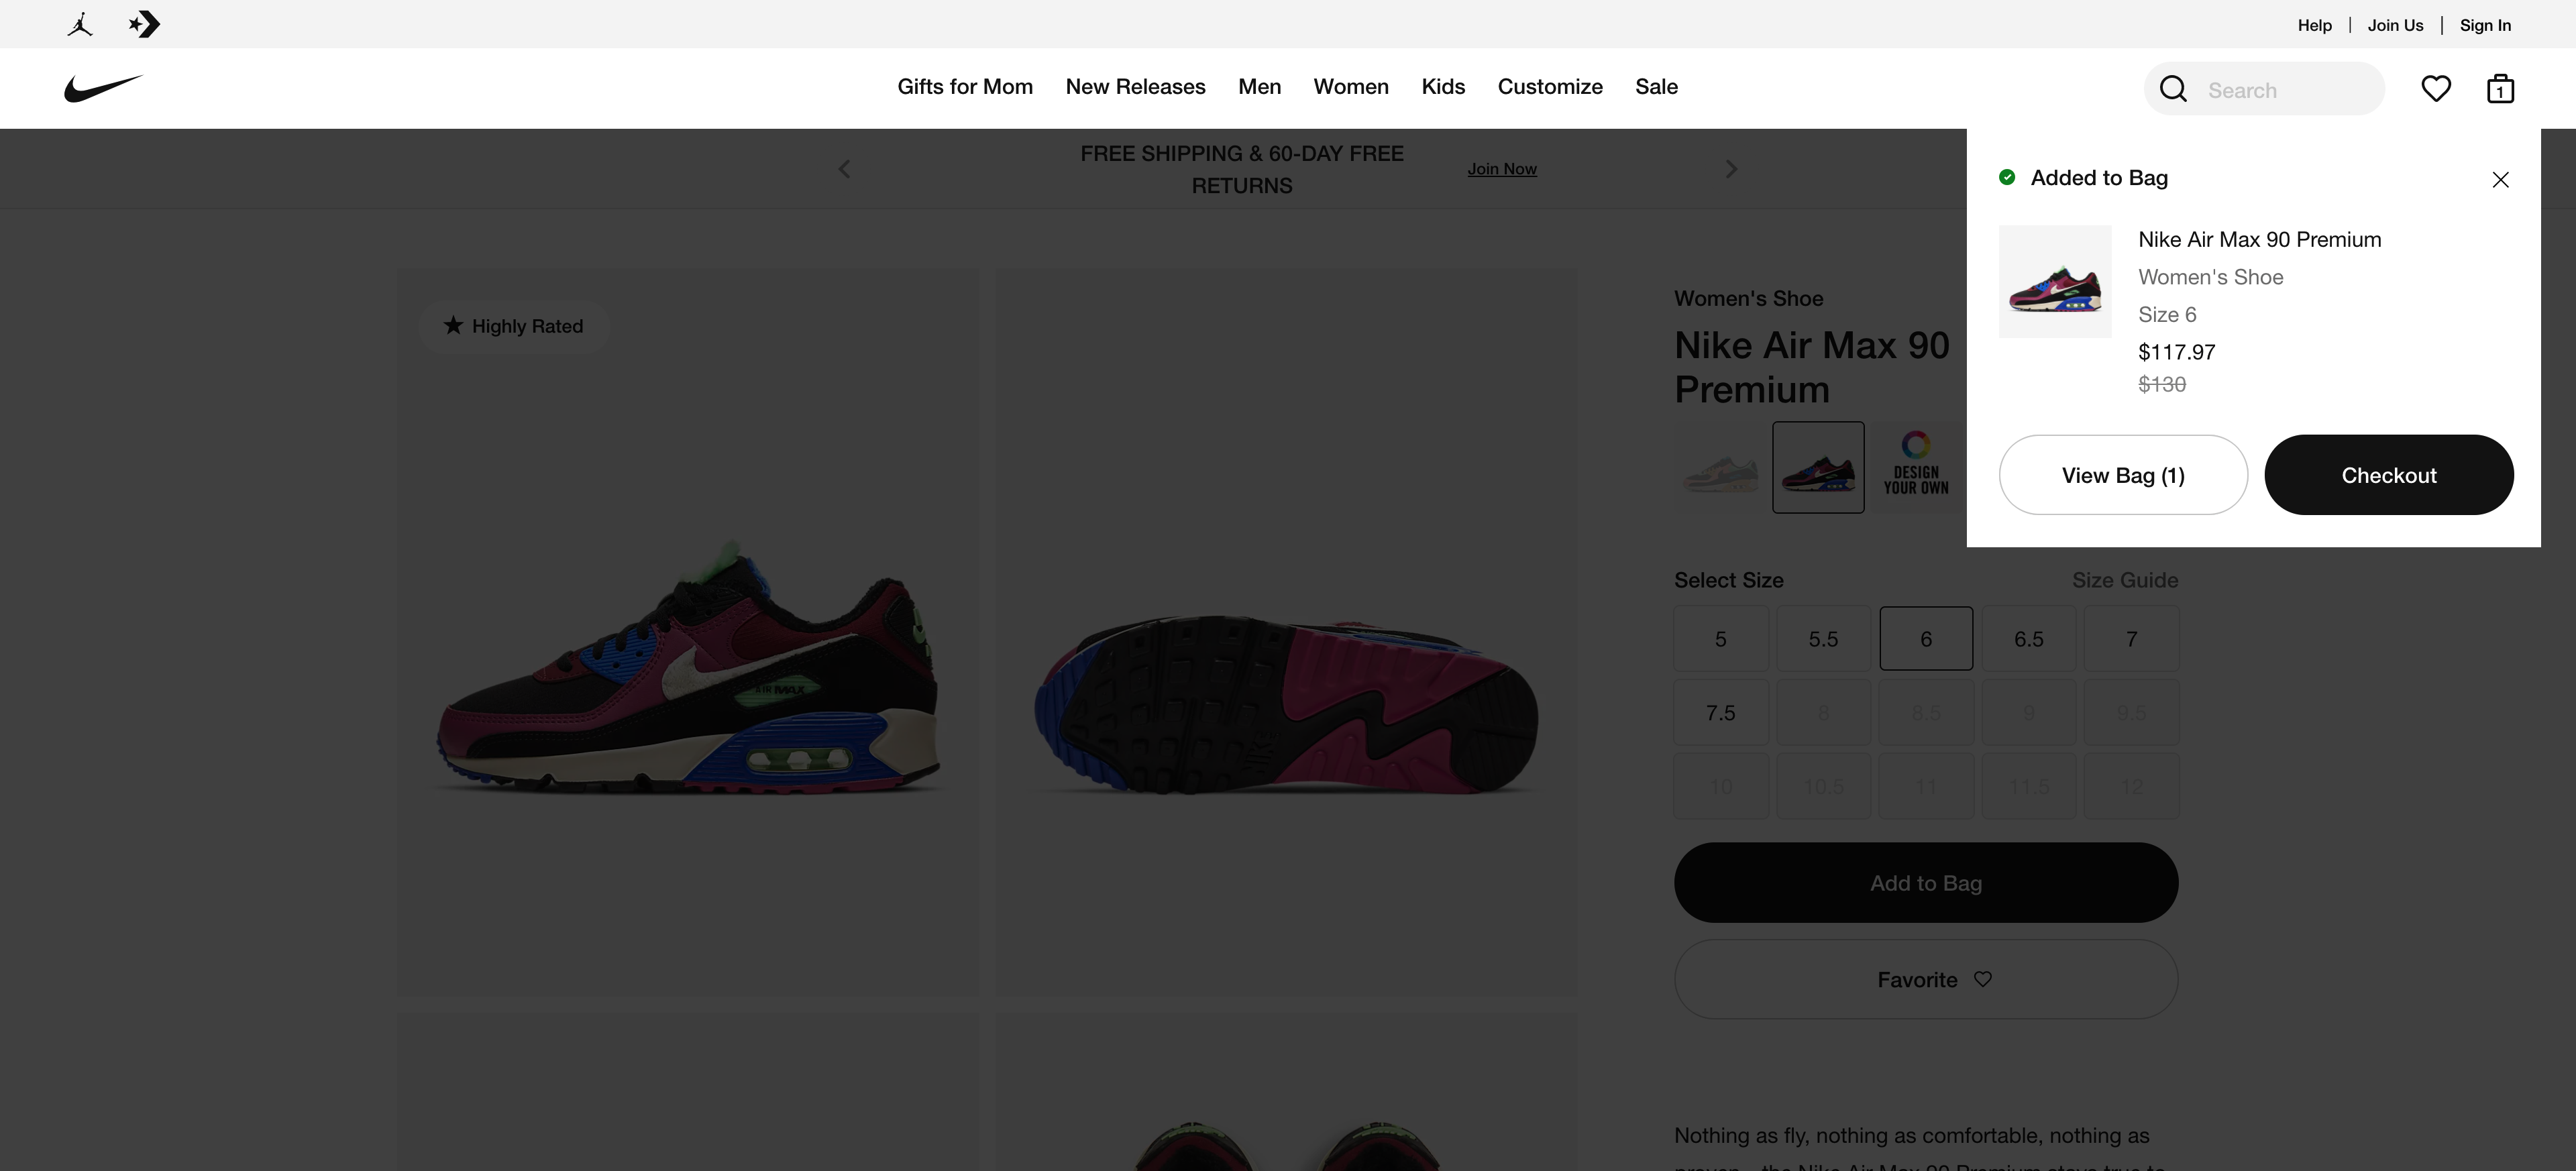 Help | Join Us | Sign In
Gifts for Mom New Releases Men Women Kids Customize Sale
Search
1
FREE SHIPPING & 60-DAY FREE
RETURNS
Join Now
Added to Bag
Nike Air Max 90 Premium
Women's Shoe
Size 6
$117.97
$130
View Bag (1) Checkout
Highly Rated
AIR MAX
NIKE
Women's Shoe
Nike Air Max 90
Premium
DESIGN
YOUR OWN
Select Size Size Guide
5 5.5 6 6.5 7
7.5 8 8.5 9 9.5
10 10.5 11 11.5 12
Add to Bag
Favorite
Nothing as fly, nothing as comfortable, nothing as